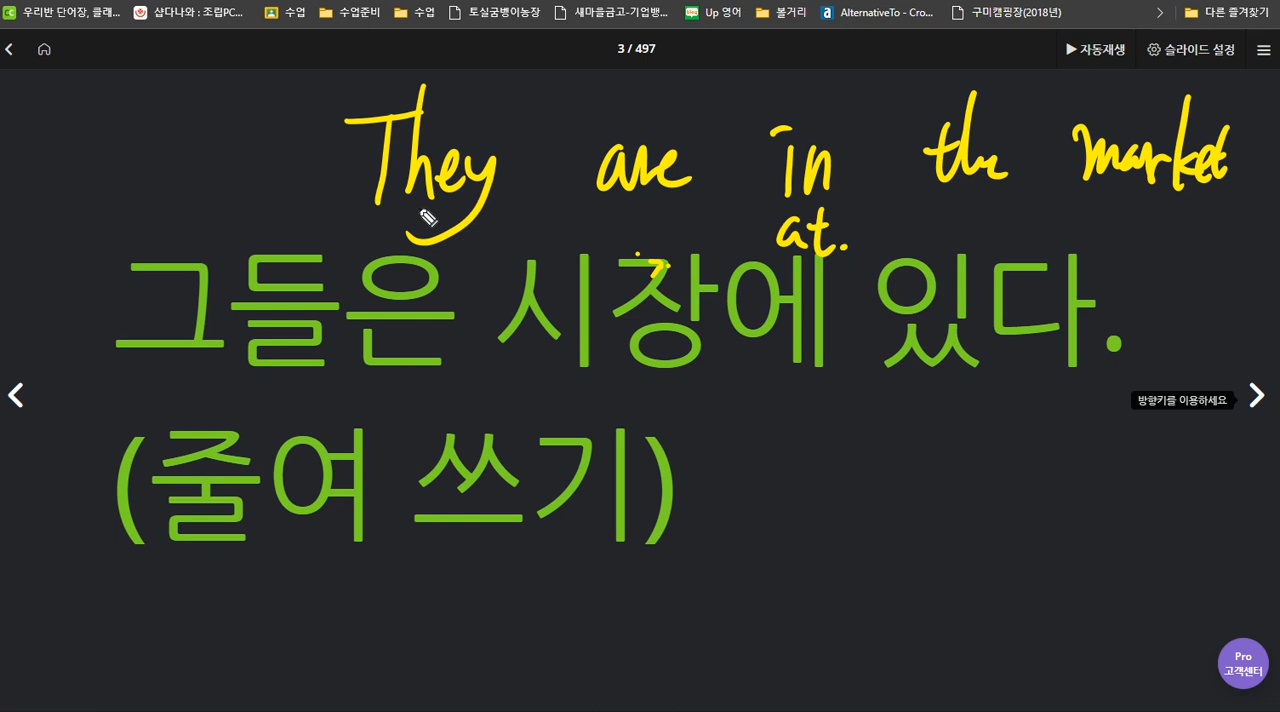 우리반 단어장, 클래... 샵다나와 : 조립PC... 수업 수업준비 수업 토실굼벵이농장 새마을금고-기업뱅... Up 영어 볼거리 AlternativeTo - Cro... 구미캠핑장(2018년) 다른 즐겨찾기
3 / 497 ▶ 자동재생 슬라이드 설정
They are in the market
at.
그들은 시장에 있다.
방향키를 이용하세요
(줄여 쓰기)
Pro
고객센터